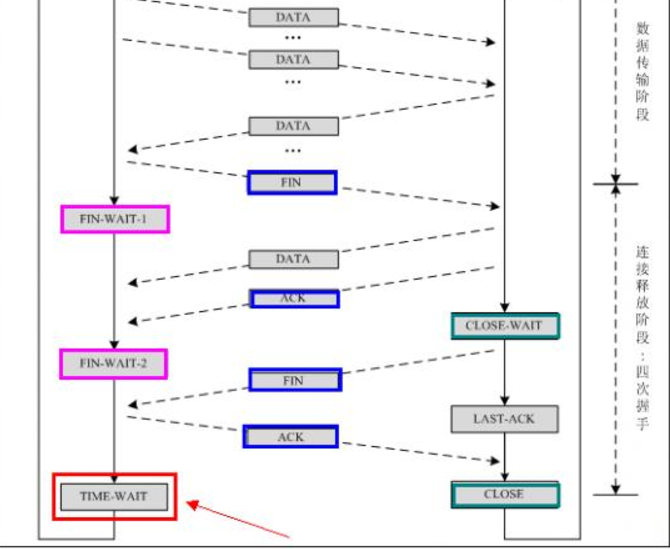 DATA
...
DATA
...
DATA
...
FIN
FIN-WAIT-1
DATA
ACK
CLOSE-WAIT
FIN-WAIT-2
FIN
LAST-ACK
ACK
TIME-WAIT
CLOSE
数据传输阶段
连接释放阶段:四次握手